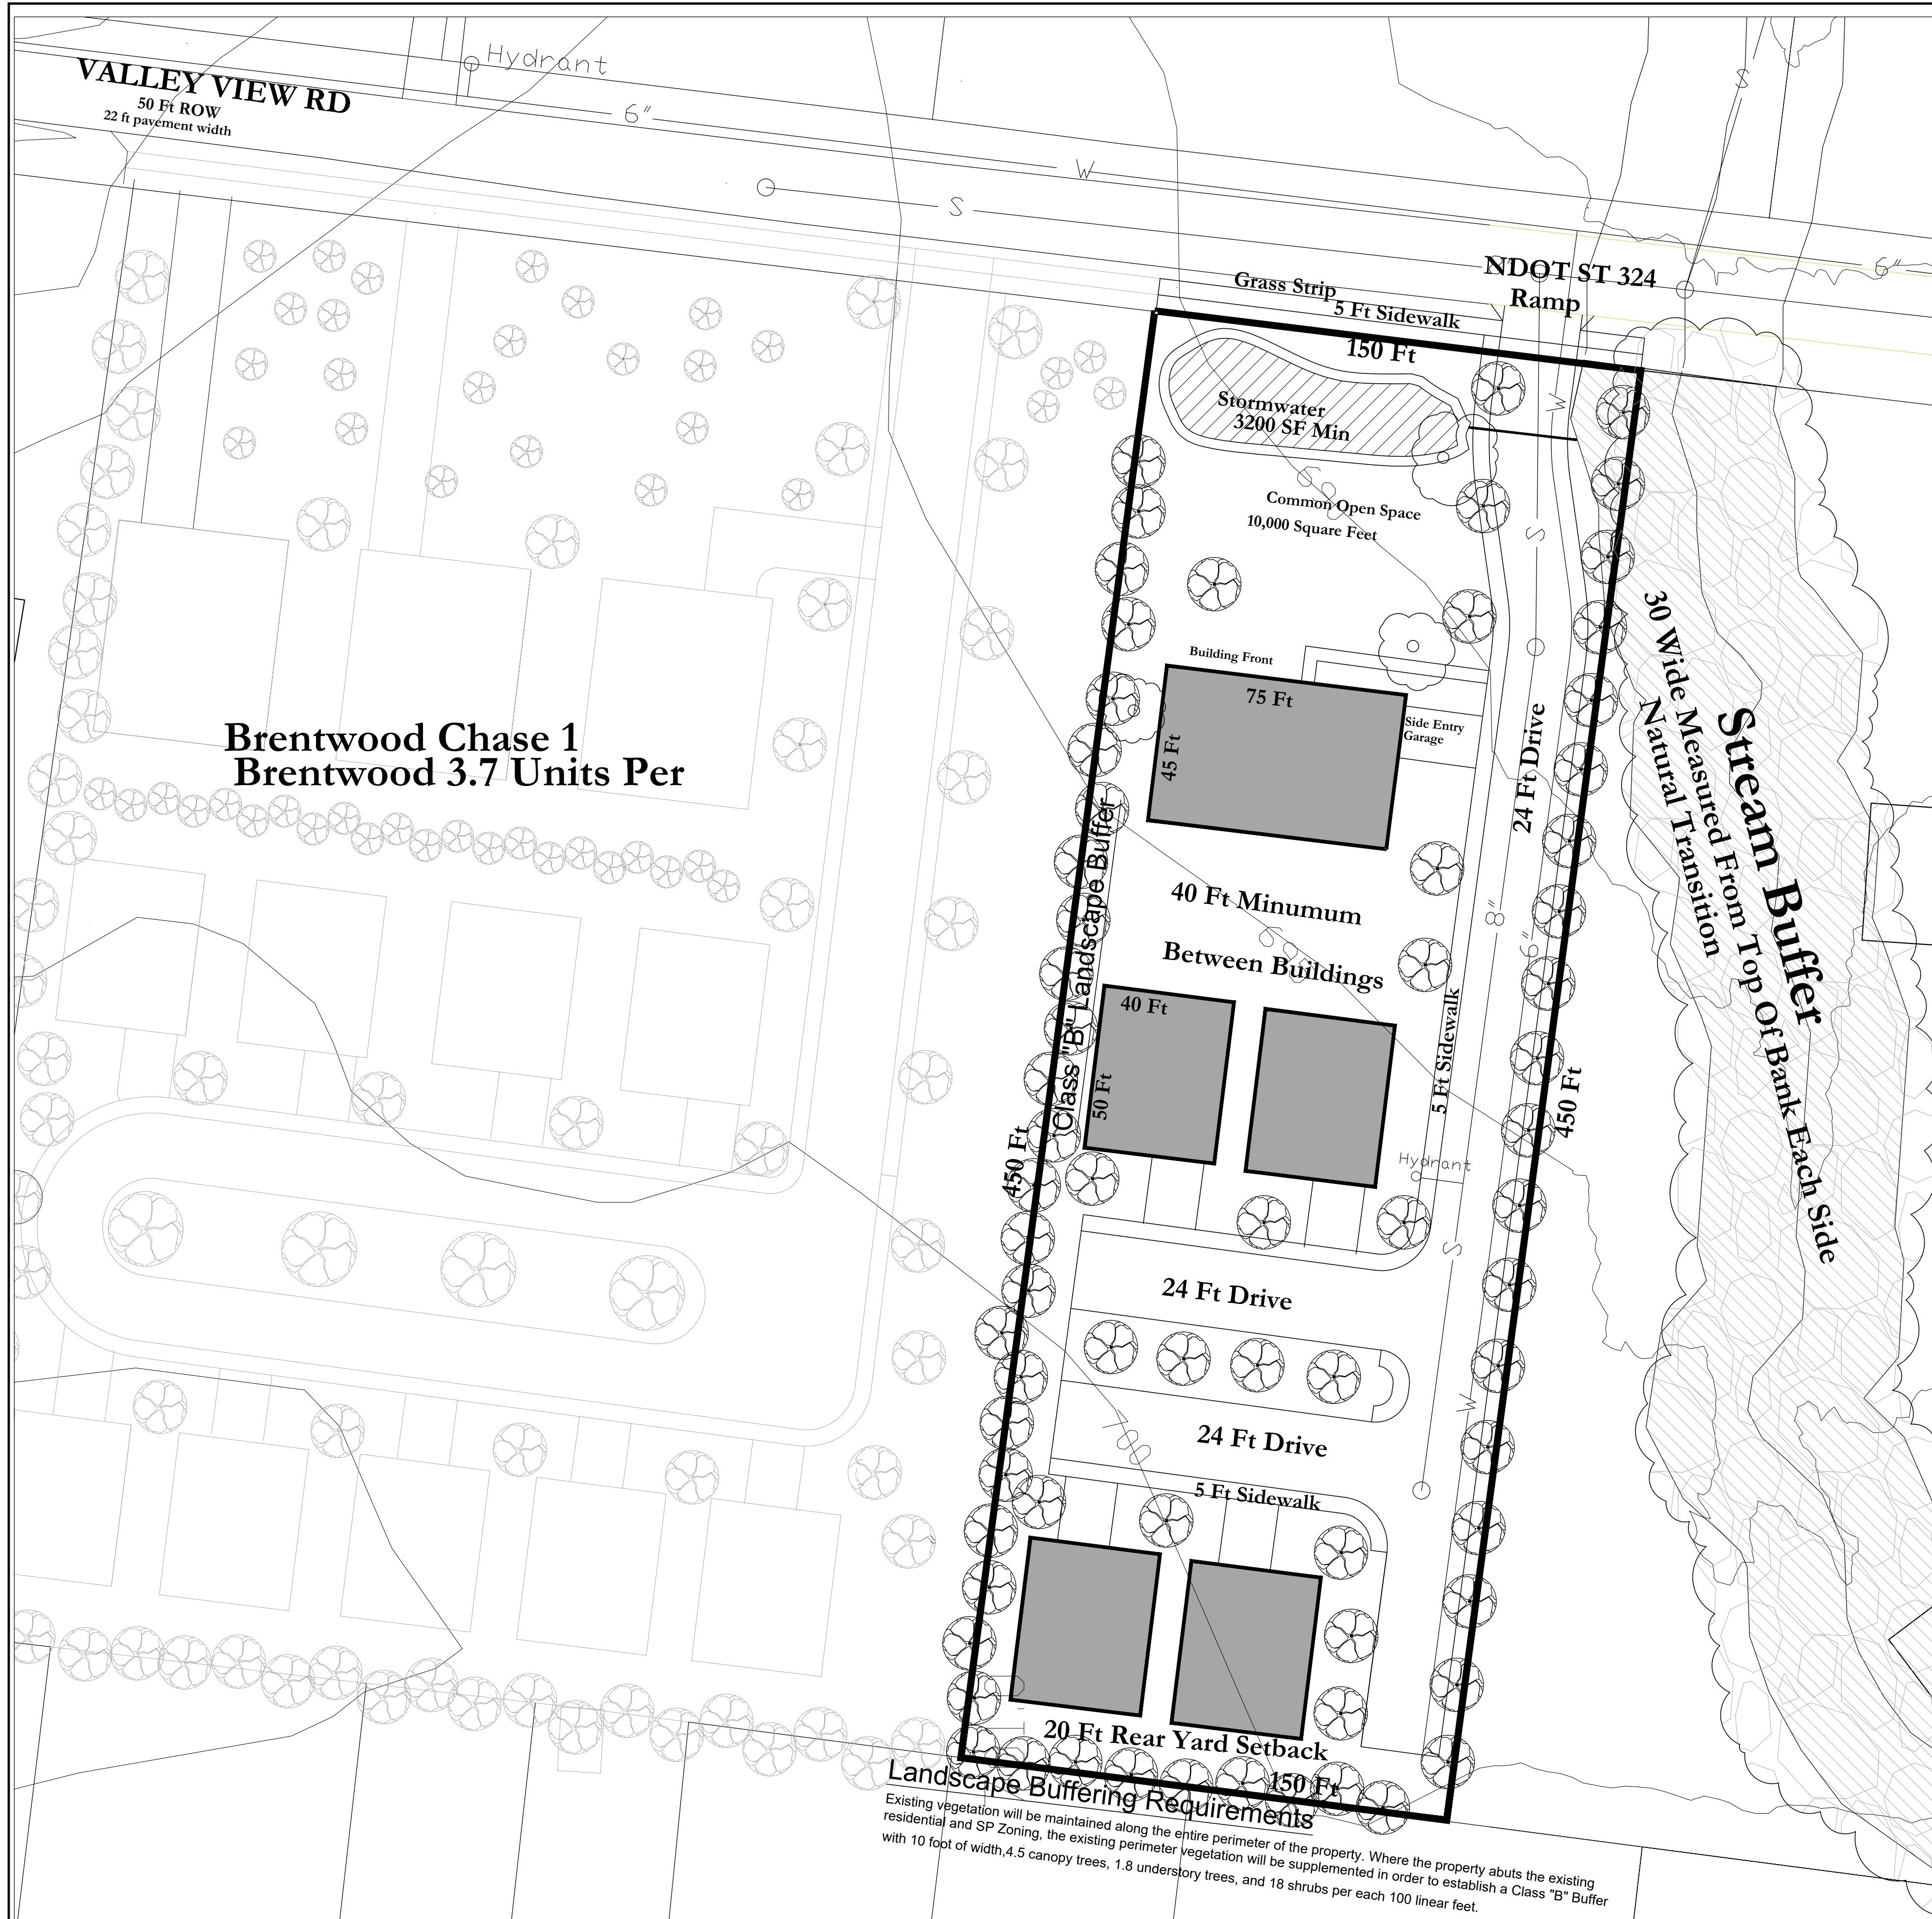 Hydrant
VALLEY VIEW RD
50 Ft ROW
22 ft pavement width
6"
W
S
S
6"
NDOT ST 324
Ramp
Grass Strip
5 Ft Sidewalk
150 Ft
Stormwater
3200 SF Min
W
Common Open Space
10,000 Square Feet
S
Building Front
75 Ft
45 Ft
Side Entry
Garage
24 Ft Drive
30 Wide Measured From Top Of Bank Each Side
Natural Transition
Stream Buffer
Brentwood Chase 1
Brentwood 3.7 Units Per
Class "B" Landscape Buffer
40 Ft Minumum
Between Buildings
8"
6"
40 Ft
50 Ft
5 Ft Sidewalk
450 Ft
450 Ft
Hydrant
S
24 Ft Drive
W
24 Ft Drive
700
5 Ft Sidewalk
20 Ft Rear Yard Setback
150 Ft
Landscape Buffering Requirements
Existing vegetation will be maintained along the entire perimeter of the property. Where the property abuts the existing
residential and SP Zoning, the existing perimeter vegetation will be supplemented in order to establish a Class "B" Buffer
with 10 foot of width,4.5 canopy trees, 1.8 understory trees, and 18 shrubs per each 100 linear feet.